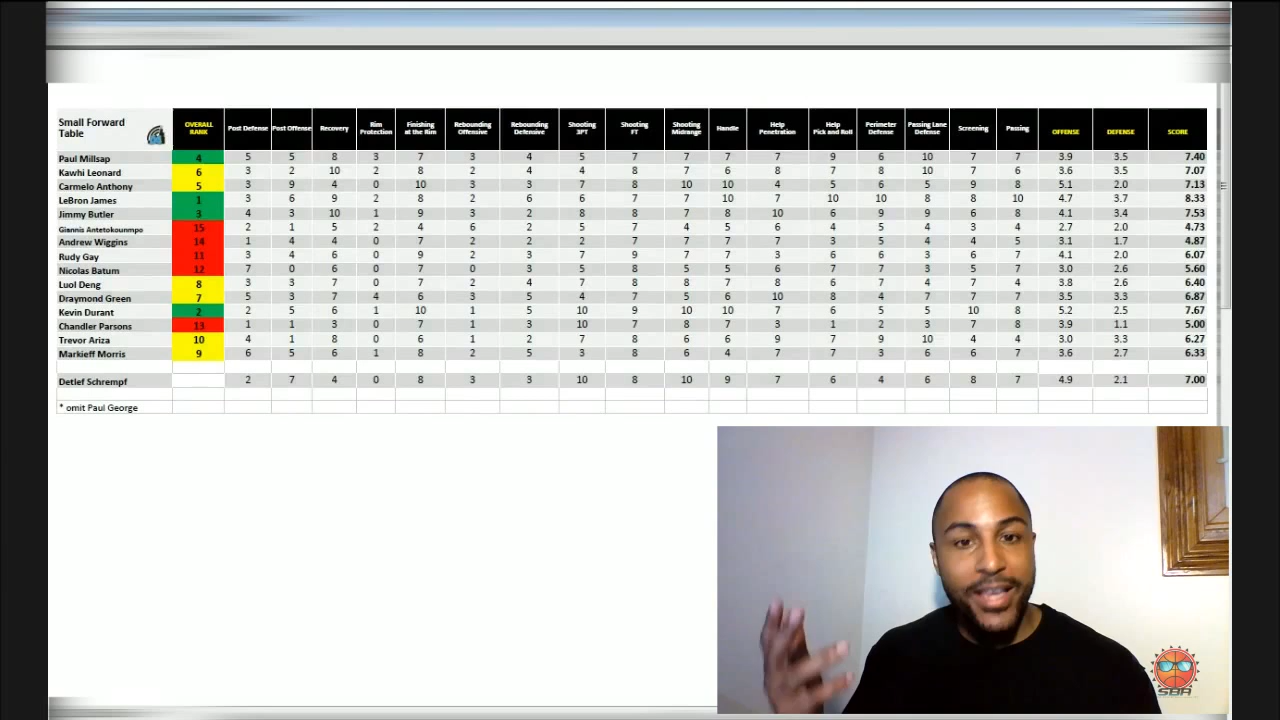 Small Forward Table OVERALL RANK Post Defense Post Offense Recovery Rim Protection Finishing at the Rim Rebounding Offensive Rebounding Defensive Shooting 3PT Shooting FT Shooting Midrange Handle Help Penetration Help Pick and Roll Perimeter Defense Passing Lane Defense Screening Passing OFFENSE DEFENSE SCORE
Paul Millsap 4 5 5 8 3 7 3 4 5 7 7 7 7 9 6 10 7 7 3.9 3.5 7.40
Kawhi Leonard 6 3 2 10 2 8 2 4 4 8 7 6 8 7 8 10 7 6 3.6 3.5 7.07
Carmelo Anthony 5 3 9 4 0 10 3 3 7 8 10 10 4 5 6 5 9 8 5.1 2.0 7.13
LeBron James 1 3 6 9 2 8 2 6 6 7 7 10 7 10 10 8 8 10 4.7 3.7 8.33
Jimmy Butler 3 4 3 10 1 9 3 2 8 8 7 8 10 6 9 9 6 8 4.1 3.4 7.53
Giannis Antetokounmpo 15 2 1 5 2 4 6 2 5 7 4 5 6 4 5 4 3 4 2.7 2.0 4.73
Andrew Wiggins 14 1 4 4 0 7 2 2 2 7 7 7 7 3 5 4 4 5 3.1 1.7 4.87
Rudy Gay 11 3 4 6 0 9 2 3 7 9 7 7 3 6 6 3 6 7 4.1 2.0 6.07
Nicolas Batum 12 7 0 6 0 7 0 3 5 8 5 5 6 7 7 3 5 7 3.0 2.6 5.60
Luol Deng 8 3 3 7 0 7 2 4 7 8 8 7 8 6 7 4 7 4 3.8 2.6 6.40
Draymond Green 7 5 3 7 4 6 3 5 4 7 5 6 10 8 4 7 7 7 3.5 3.3 6.87
Kevin Durant 2 2 5 6 1 10 1 5 10 9 10 10 7 6 5 5 10 8 5.2 2.5 7.67
Chandler Parsons 13 1 1 3 0 7 1 3 10 7 8 7 3 1 2 3 7 8 3.9 1.1 5.00
Trevor Ariza 10 4 1 8 0 6 1 2 7 8 6 6 9 7 9 10 4 4 3.0 3.3 6.27
Markieff Morris 9 6 5 6 1 8 2 5 3 8 6 4 7 7 3 6 6 7 3.6 2.7 6.33
Detlef Schrempf 2 7 4 0 8 3 3 10 8 10 9 7 6 4 6 8 7 4.9 2.1 7.00
* omit Paul George
SBA